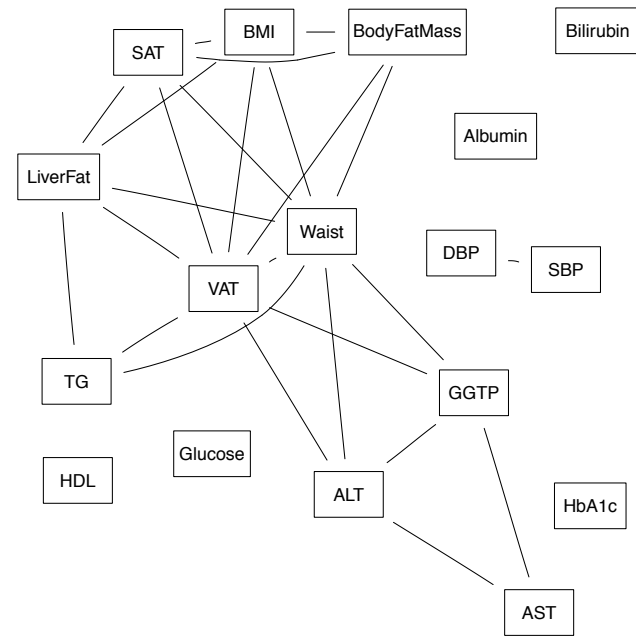 BMI
BodyFatMass
Bilirubin
SAT
Albumin
LiverFat
Waist
DBP
SBP
VAT
TG
GGTP
Glucose
HDL
ALT
HbA1c
AST